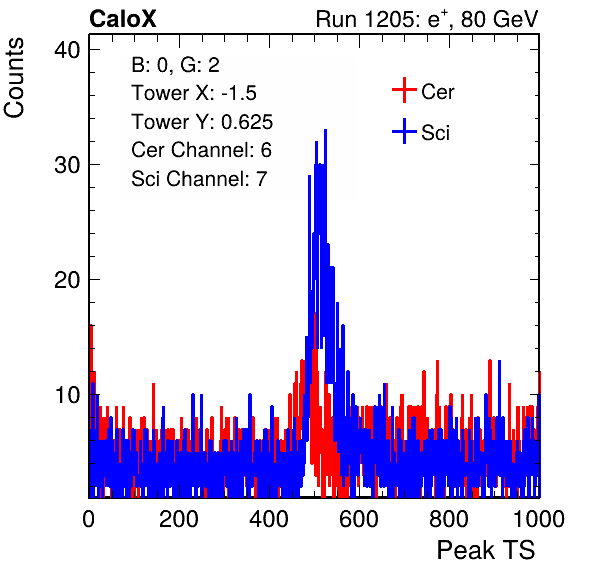 CaloX Run 1205: e⁺, 80 GeV
Counts
B: 0, G: 2
Tower X: -1.5
Tower Y: 0.625
Cer Channel: 6
Sci Channel: 7
Cer
Sci
40
30
20
10
0 200 400 600 800 1000
Peak TS